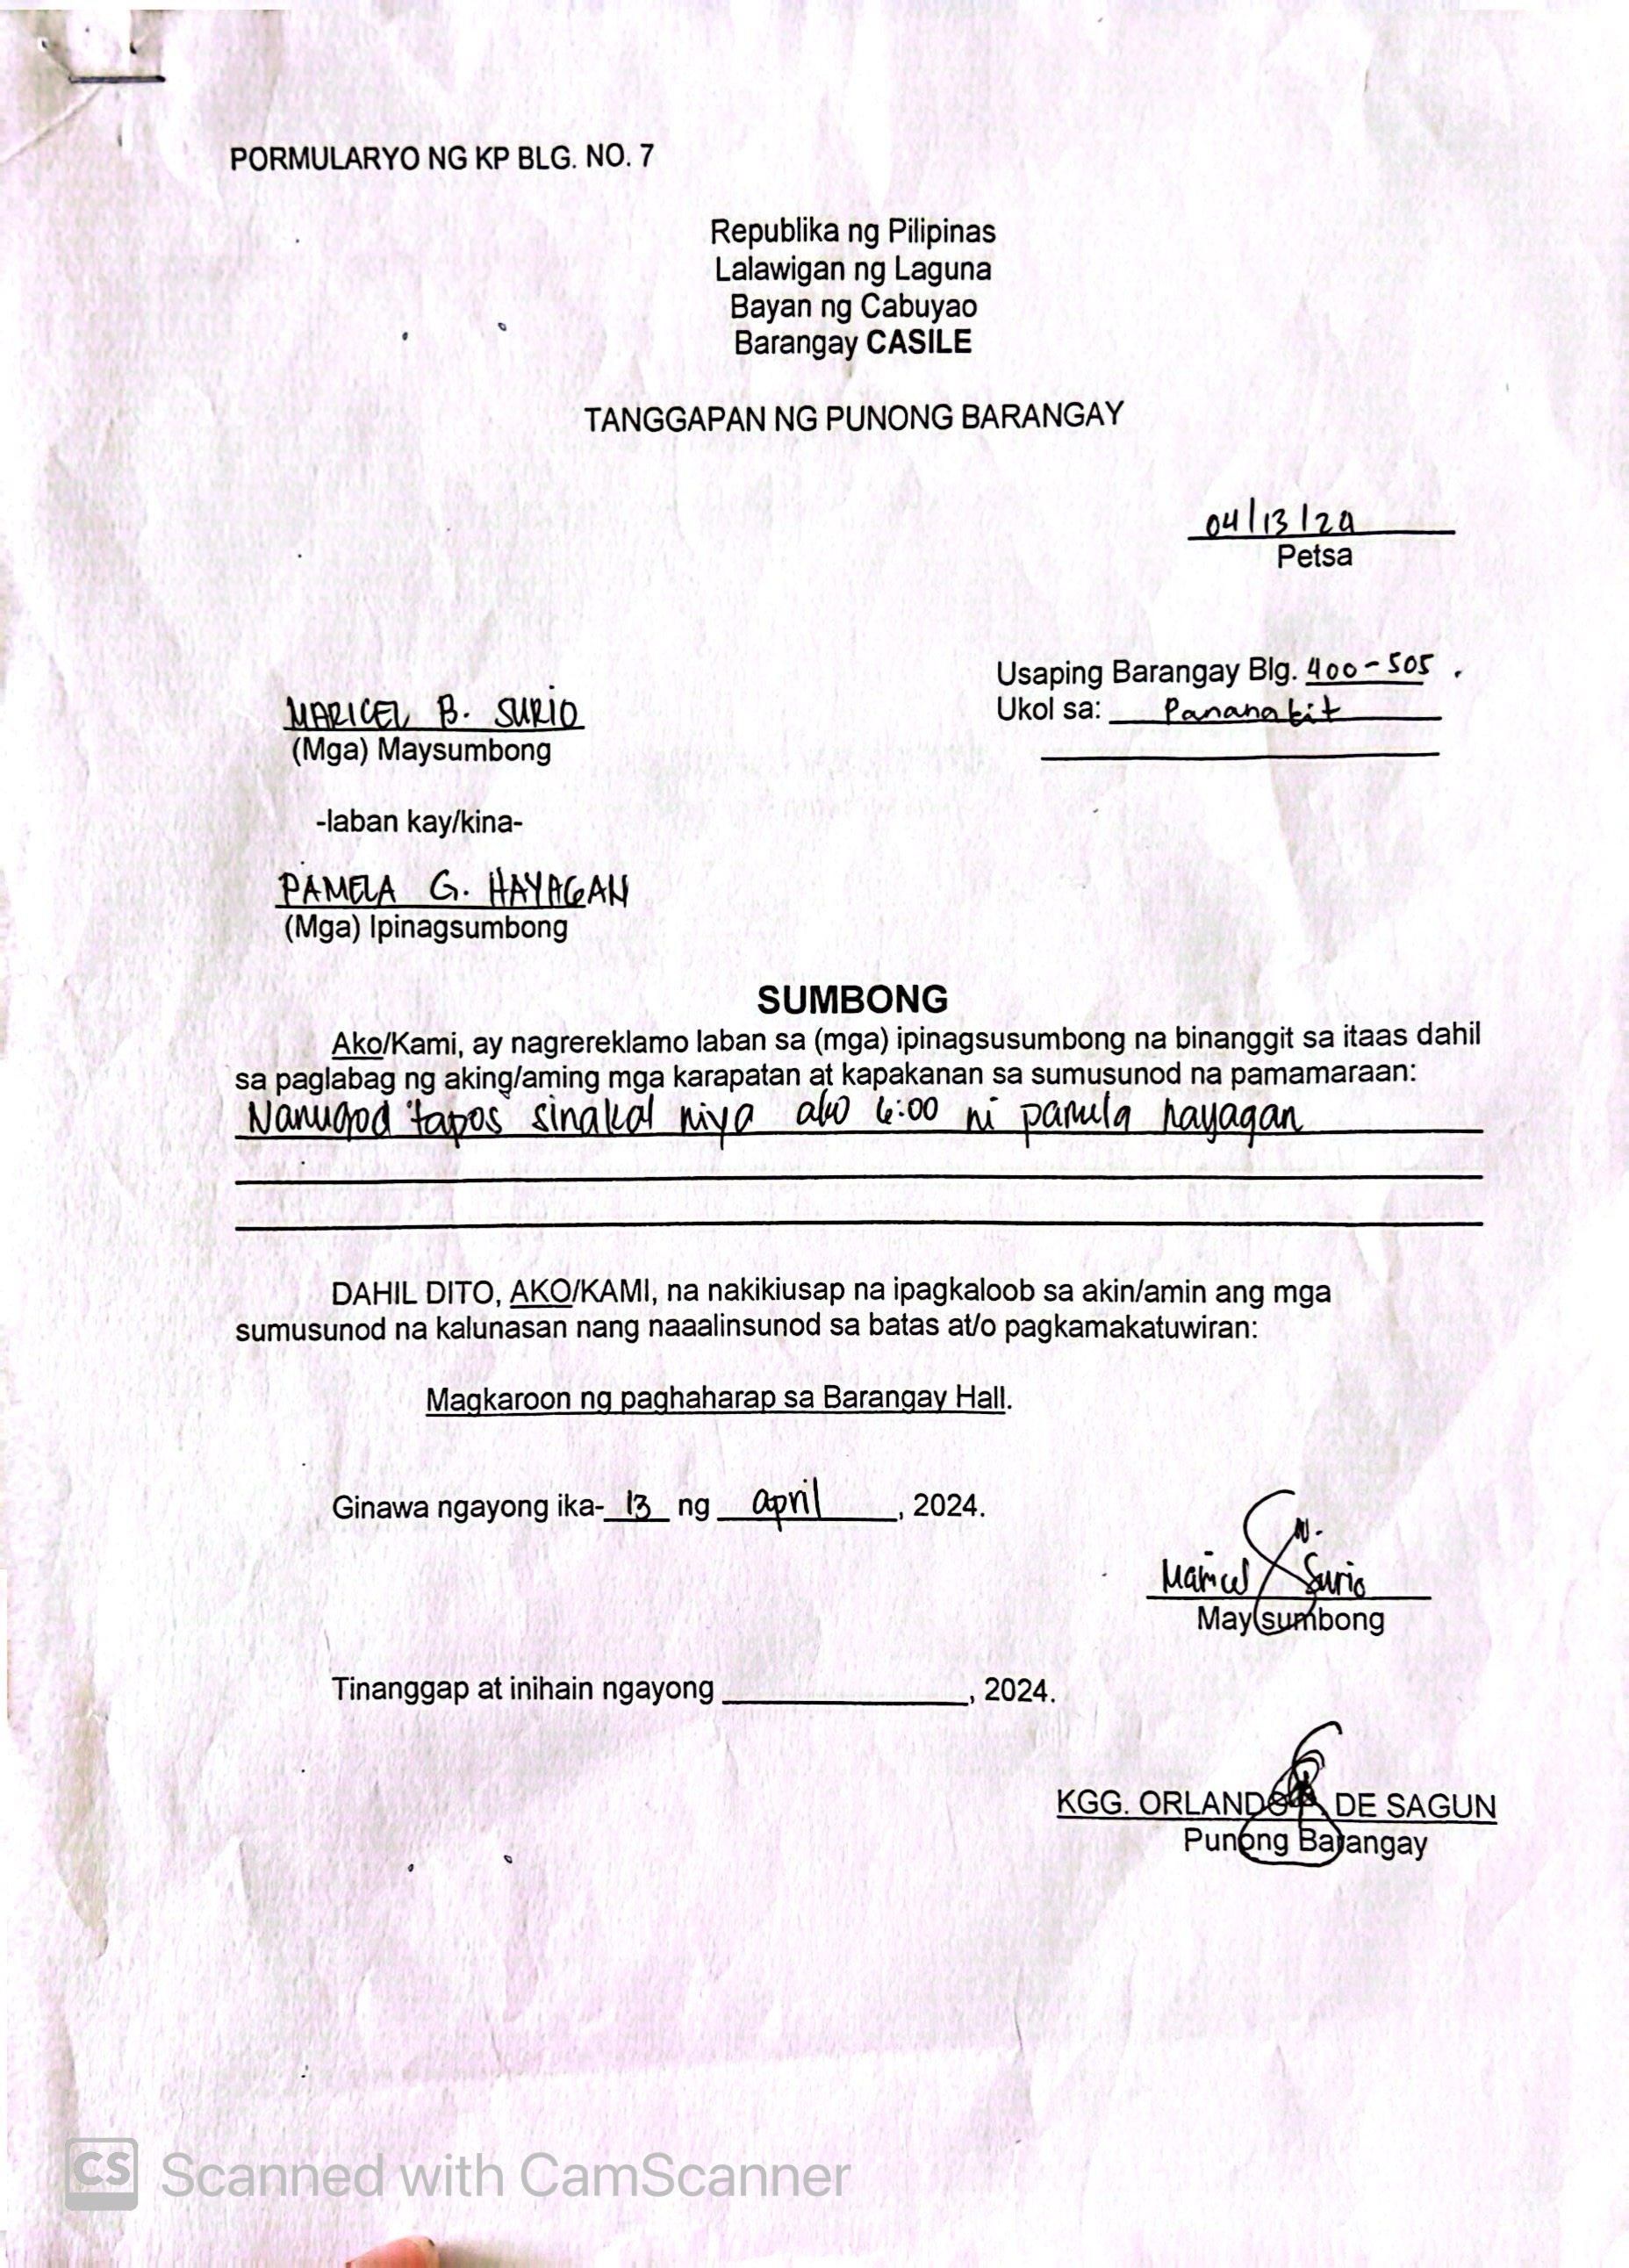 PORMULARYO NG KP BLG. NO. 7
Republika ng Pilipinas
Lalawigan ng Laguna
Bayan ng Cabuyao
Barangay CASILE
TANGGAPAN NG PUNONG BARANGAY
04/13/24
Petsa
Usaping Barangay Blg. 400-505.
Ukol sa: Pananakit
MARICEL B. SURIO
(Mga) Maysumbong
-laban kay/kina-
PAMELA G. HAYAGAN
(Mga) Ipinagsumbong
SUMBONG
Ako/Kami, ay nagrereklamo laban sa (mga) ipinagsusumbong na binanggit sa itaas dahil
sa paglabag ng aking/aming mga karapatan at kapakanan sa sumusunod na pamamaraan:
Nanugod tapos sinakal niya ako 6:00 ni pamela hayagan
DAHIL DITO, AKO/KAMI, na nakikiusap na ipagkaloob sa akin/amin ang mga
sumusunod na kalunasan nang naaalinsunod sa batas at/o pagkamakatuwiran:
Magkaroon ng paghaharap sa Barangay Hall.
Ginawa ngayong ika- 13 ng april, 2024.
Maricel Surio
Maysumbong
Tinanggap at inihain ngayong ______________, 2024.
KGG. ORLANDO DE SAGUN
Punong Barangay
CS Scanned with CamScanner